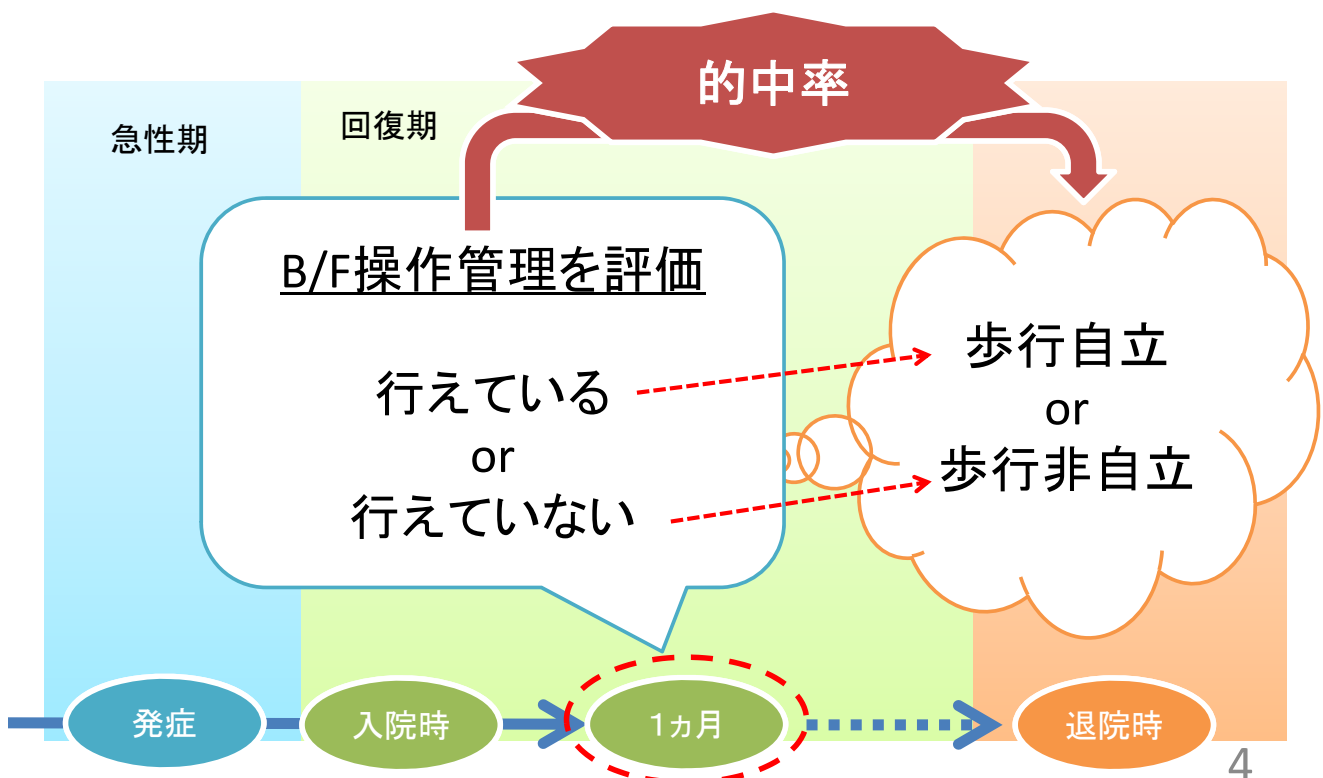 的中率
急性期
回復期
B/F操作管理を評価
行えている
or
行えていない
歩行自立
or
歩行非自立
発症
入院時
1ヵ月
退院時
4